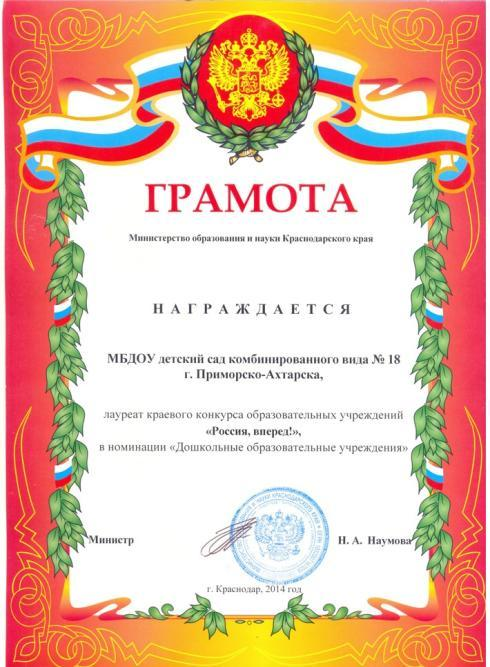 ГРАМОТА
Министерство образования и науки Краснодарского края
НАГРАЖДАЕТСЯ
МБДОУ детский сад комбинированного вида № 18
г. Приморско-Ахтарска,
лауреат краевого конкурса образовательных учреждений
«Россия, вперед!»,
в номинации «Дошкольные образовательные учреждения»
Министр
Н. А. Наумова
г. Краснодар, 2014 год